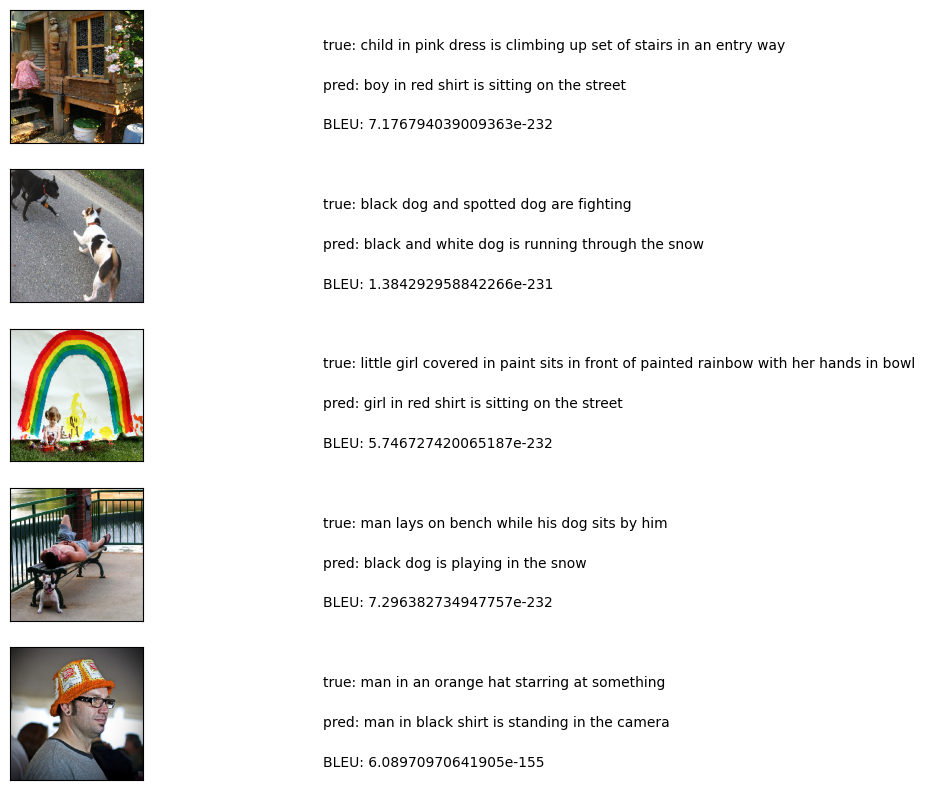 true: child in pink dress is climbing up set of stairs in an entry way
pred: boy in red shirt is sitting on the street
BLEU: 7.176794039009363e-232
true: black dog and spotted dog are fighting
pred: black and white dog is running through the snow
BLEU: 1.384292958842266e-231
true: little girl covered in paint sits in front of painted rainbow with her hands in bowl
pred: girl in red shirt is sitting on the street
BLEU: 5.746727420065187e-232
true: man lays on bench while his dog sits by him
pred: black dog is playing in the snow
BLEU: 7.296382734947757e-232
true: man in an orange hat starring at something
pred: man in black shirt is standing in the camera
BLEU: 6.08970970641905e-155